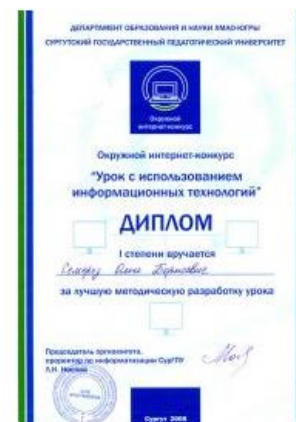 ДЕПАРТАМЕНТ ОБРАЗОВАНИЯ И НАУКИ ХМАО-ЮГРЫ
СУРГУТСКИЙ ГОСУДАРСТВЕННЫЙ ПЕДАГОГИЧЕСКИЙ УНИВЕРСИТЕТ
Окружной
интернет-конкурс
Окружной интернет-конкурс
"Урок с использованием
информационных технологий"
ДИПЛОМ
I степени вручается
за лучшую методическую разработку урока
Председатель оргкомитета,
проректор по информатизации СурГПУ
Л.Н.
Сургут 2008